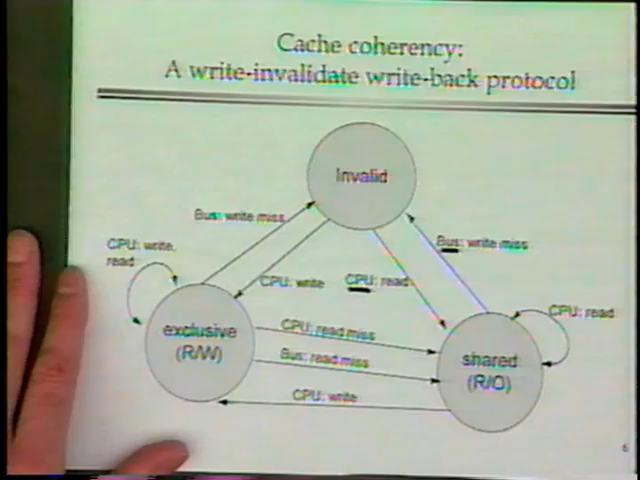 Cache coherency:
A write-invalidate write-back protocol
Invalid
Bus: write miss
Bus: write miss
CPU: write,
read
CPU: write
CPU: read
CPU: read
exclusive
(R/W)
CPU: read miss
Bus: read miss
shared
(R/O)
CPU: write
6